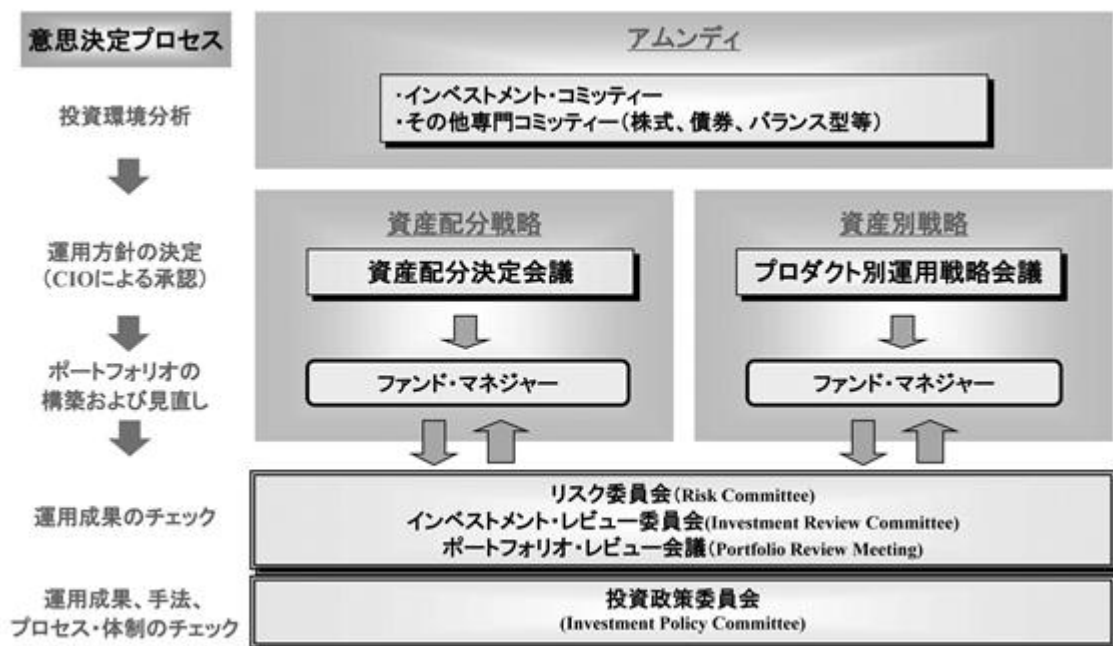 意思決定プロセス
アムンディ
投資環境分析
・インベストメント・コミッティー
・その他専門コミッティー(株式、債券、バランス型等)
運用方針の決定
(CIOによる承認)
資産配分戦略
資産配分決定会議
資産別戦略
プロダクト別運用戦略会議
ポートフォリオの
構築および見直し
ファンド・マネジャー
ファンド・マネジャー
運用成果のチェック
リスク委員会(Risk Committee)
インベストメント・レビュー委員会(Investment Review Committee)
ポートフォリオ・レビュー会議(Portfolio Review Meeting)
運用成果、手法、
プロセス・体制のチェック
投資政策委員会
(Investment Policy Committee)